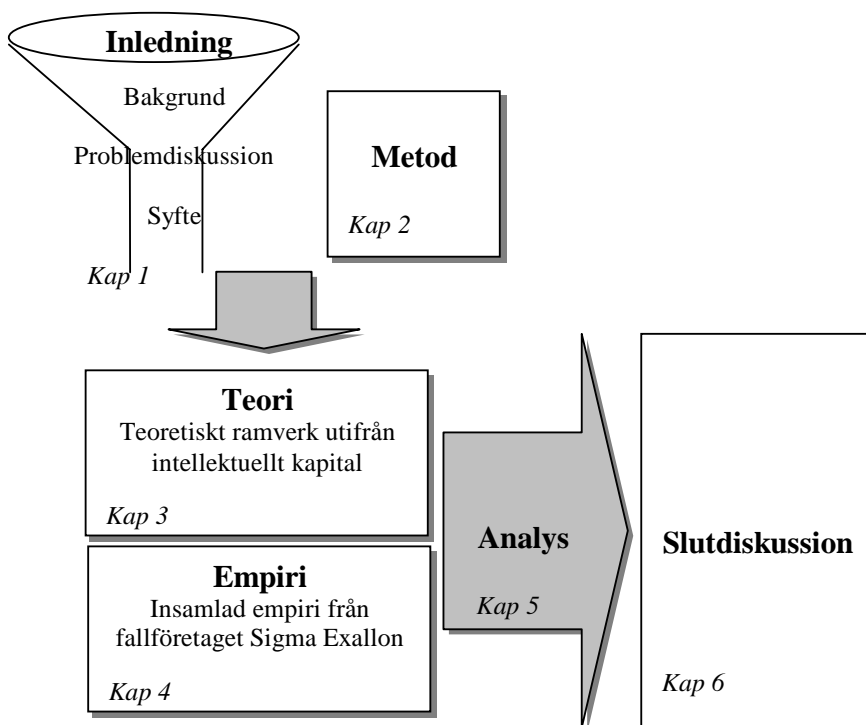 Inledning
Bakgrund
Problemdiskussion
Syfte
Kap 1
Metod
Kap 2
Teori
Teoretiskt ramverk utifrån
intellektuellt kapital
Kap 3
Empiri
Insamlad empiri från
fallföretaget Sigma Exallon
Kap 4
Analys
Kap 5
Slutdiskussion
Kap 6